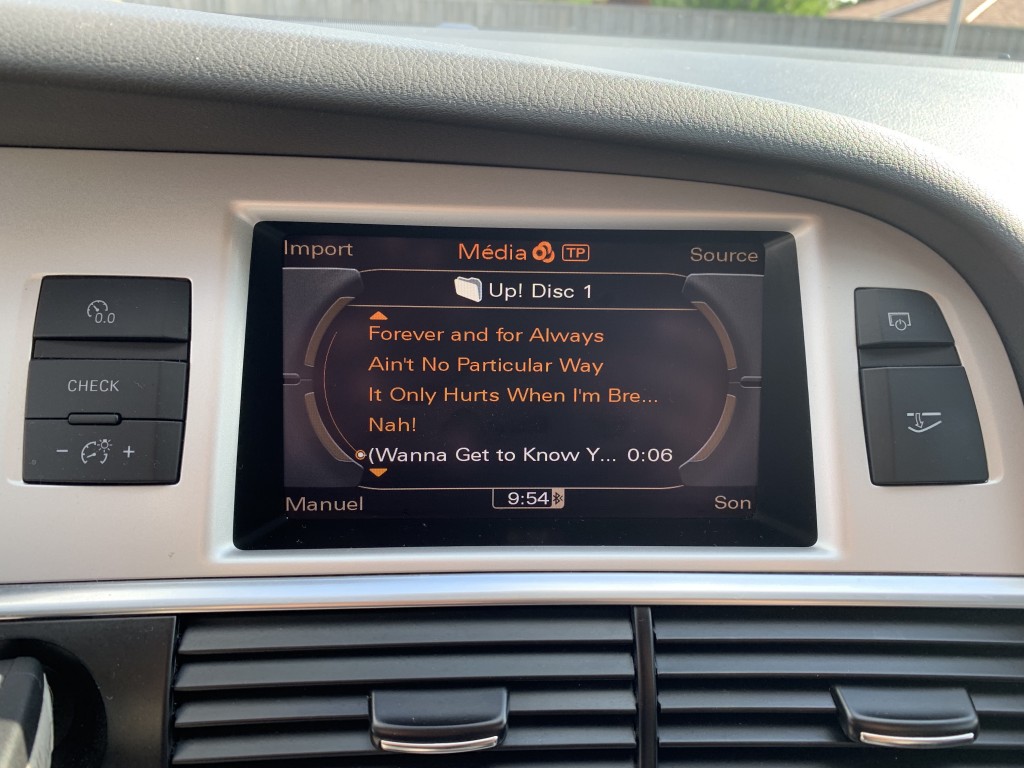 Import Média TP Source
Up! Disc 1
Forever and for Always
Ain't No Particular Way
It Only Hurts When I'm Bre...
Nah!
(Wanna Get to Know Y... 0:06
Manuel 9:54 Son
0.0
CHECK
- +